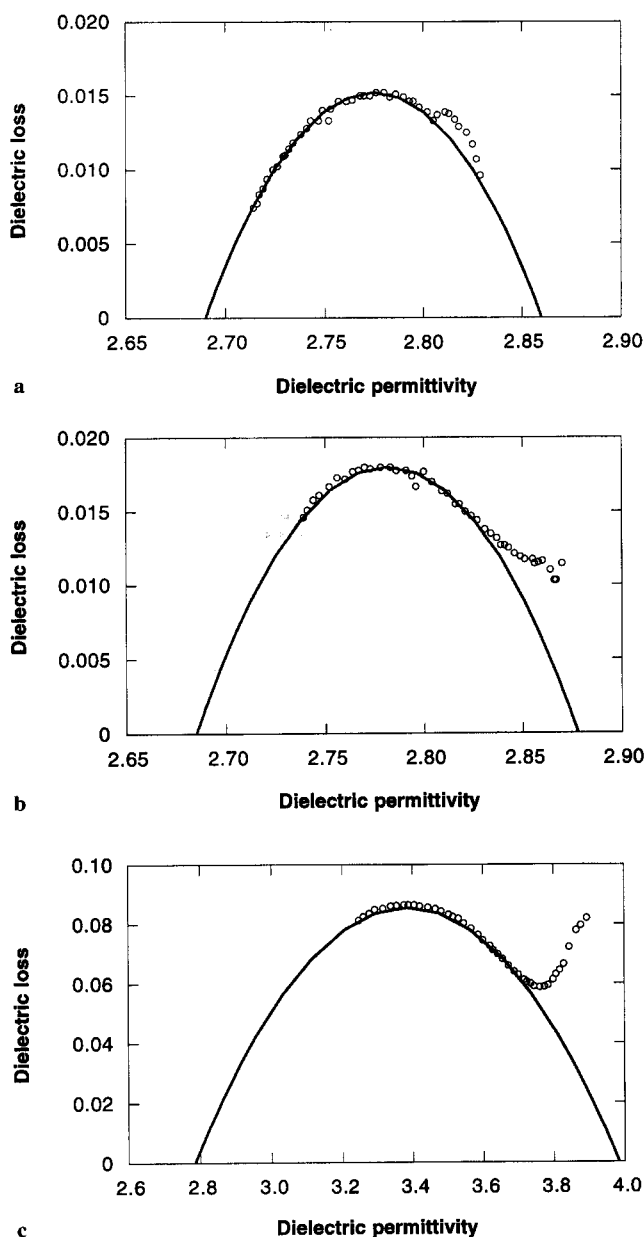 0.020
0.015
0.010
0.005
0
Dielectric loss
2.65 2.70 2.75 2.80 2.85 2.90
Dielectric permittivity
a
0.020
0.015
0.010
0.005
0
Dielectric loss
2.65 2.70 2.75 2.80 2.85 2.90
Dielectric permittivity
b
0.10
0.08
0.06
0.04
0.02
0
Dielectric loss
2.6 2.8 3.0 3.2 3.4 3.6 3.8 4.0
Dielectric permittivity
c